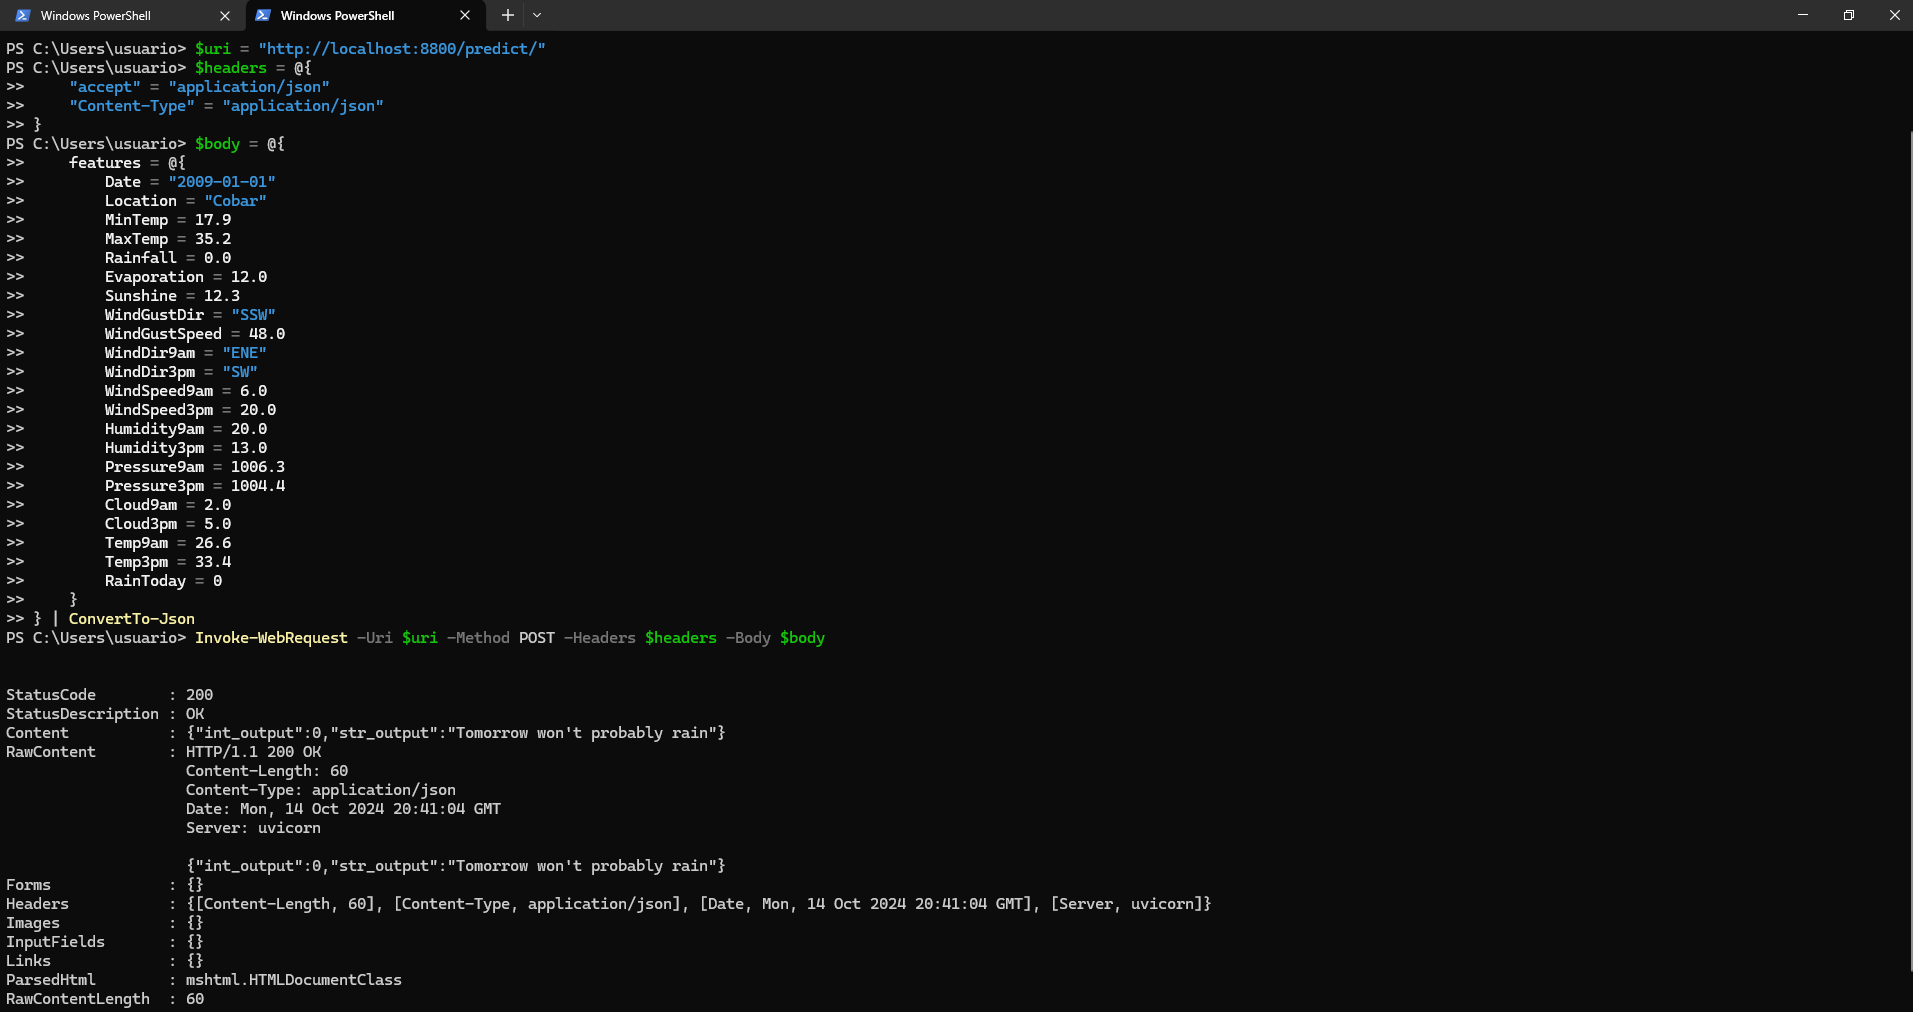 Windows PowerShell
Windows PowerShell
PS C:\Users\usuario> $uri = "http://localhost:8800/predict/"
PS C:\Users\usuario> $headers = @{
>>     "accept" = "application/json"
>>     "Content-Type" = "application/json"
>> }
PS C:\Users\usuario> $body = @{
>>     features = @{
>>         Date = "2009-01-01"
>>         Location = "Cobar"
>>         MinTemp = 17.9
>>         MaxTemp = 35.2
>>         Rainfall = 0.0
>>         Evaporation = 12.0
>>         Sunshine = 12.3
>>         WindGustDir = "SSW"
>>         WindGustSpeed = 48.0
>>         WindDir9am = "ENE"
>>         WindDir3pm = "SW"
>>         WindSpeed9am = 6.0
>>         WindSpeed3pm = 20.0
>>         Humidity9am = 20.0
>>         Humidity3pm = 13.0
>>         Pressure9am = 1006.3
>>         Pressure3pm = 1004.4
>>         Cloud9am = 2.0
>>         Cloud3pm = 5.0
>>         Temp9am = 26.6
>>         Temp3pm = 33.4
>>         RainToday = 0
>>     }
>> } | ConvertTo-Json
PS C:\Users\usuario> Invoke-WebRequest -Uri $uri -Method POST -Headers $headers -Body $body
StatusCode        : 200
StatusDescription : OK
Content           : {"int_output":0,"str_output":"Tomorrow won't probably rain"}
RawContent        : HTTP/1.1 200 OK
                    Content-Length: 60
                    Content-Type: application/json
                    Date: Mon, 14 Oct 2024 20:41:04 GMT
                    Server: uvicorn
                    {"int_output":0,"str_output":"Tomorrow won't probably rain"}
Forms             : {}
Headers           : {[Content-Length, 60], [Content-Type, application/json], [Date, Mon, 14 Oct 2024 20:41:04 GMT], [Server, uvicorn]}
Images            : {}
InputFields       : {}
Links             : {}
ParsedHtml        : mshtml.HTMLDocumentClass
RawContentLength  : 60